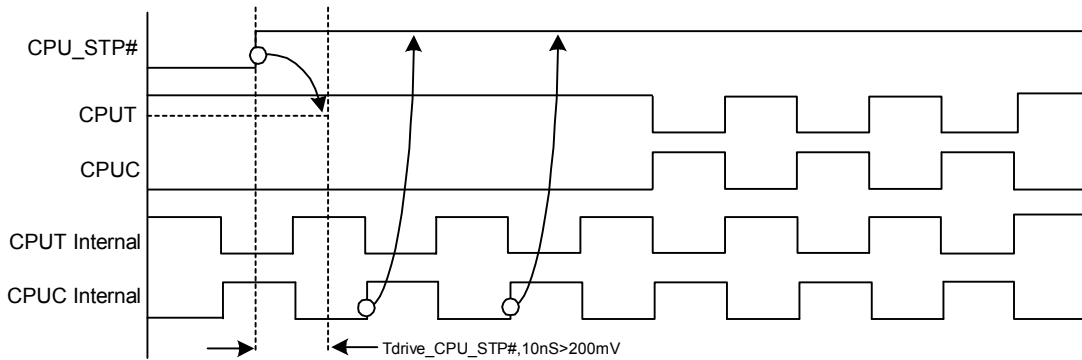 CPU_STP#
CPUT
CPUC
CPUT Internal
CPUC Internal
Tdrive_CPU_STP#,10nS>200mV